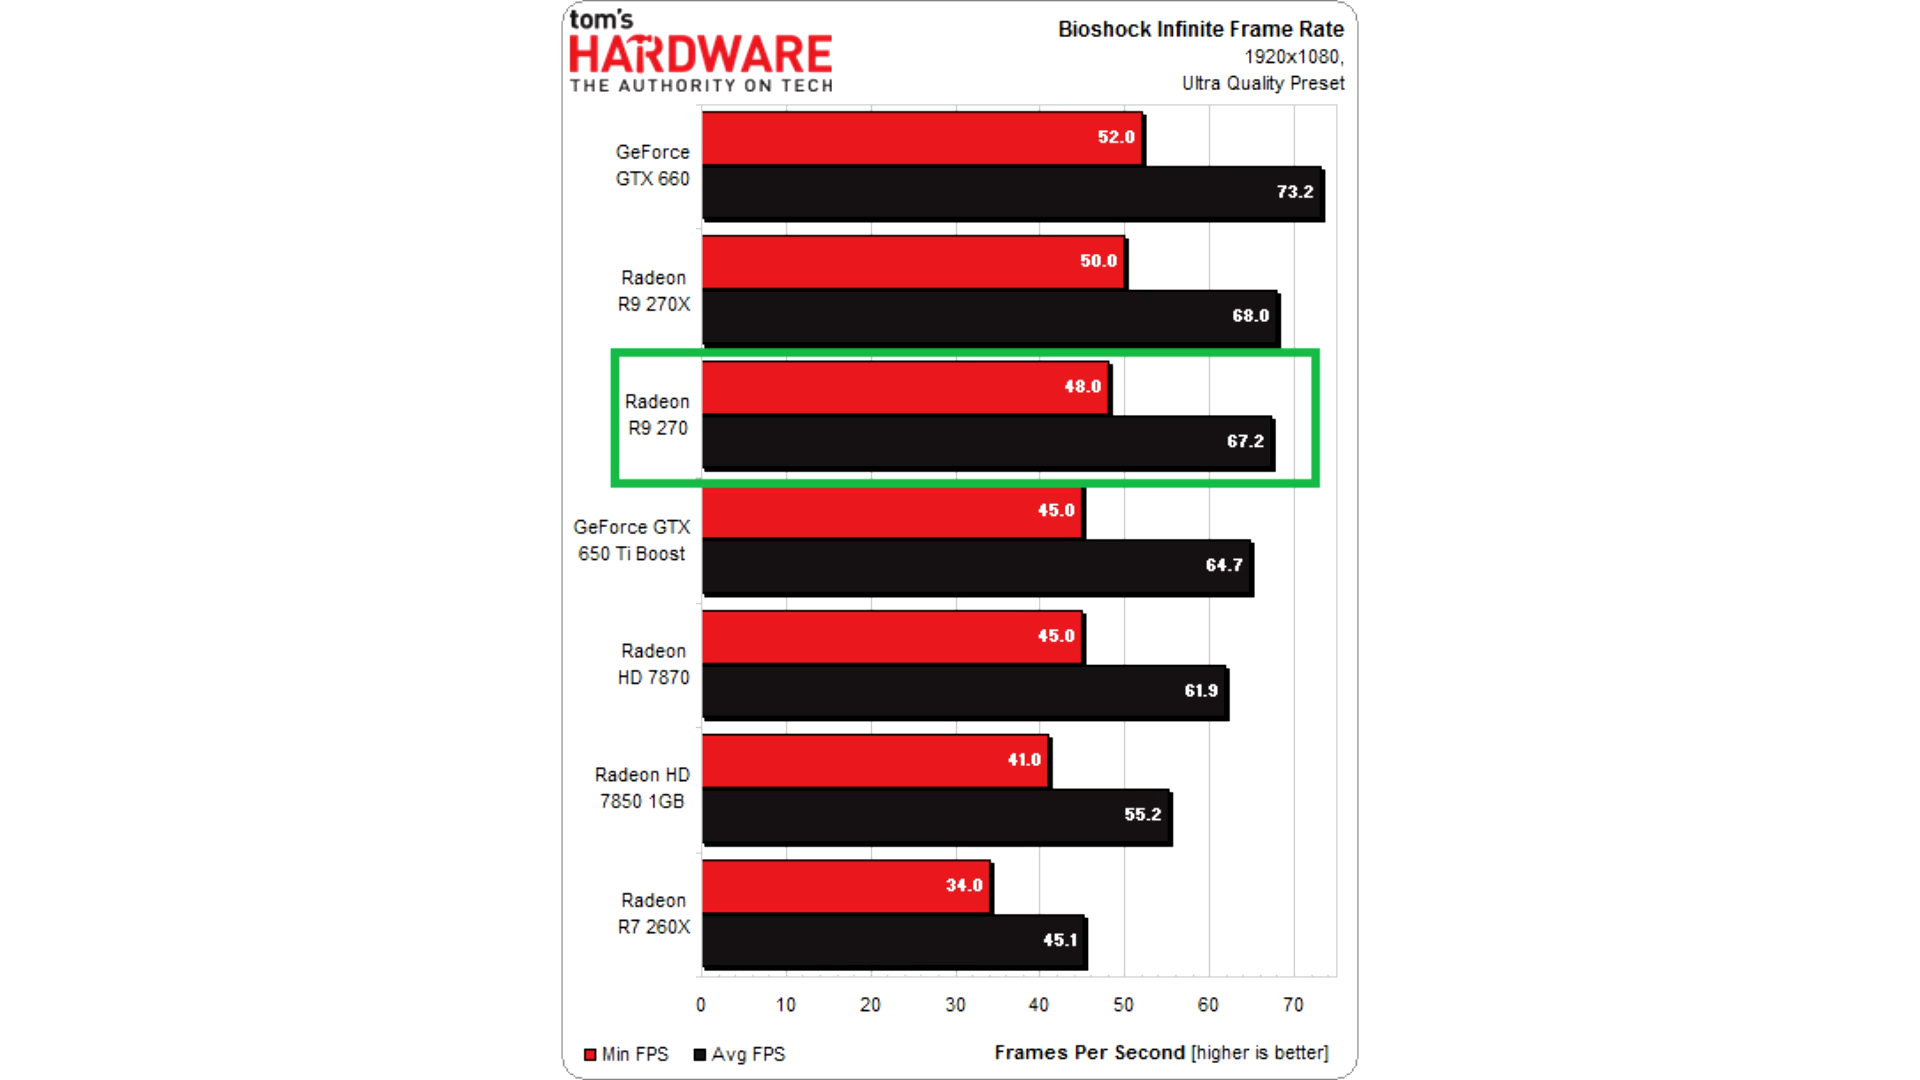 tom's
HARDWARE
THE AUTHORITY ON TECH
Bioshock Infinite Frame Rate
1920x1080,
Ultra Quality Preset
GeForce
GTX 660
52.0
73.2
Radeon
R9 270X
50.0
68.0
Radeon
R9 270
48.0
67.2
GeForce GTX
650 Ti Boost
45.0
64.7
Radeon
HD 7870
45.0
61.9
Radeon HD
7850 1GB
41.0
55.2
Radeon
R7 260X
34.0
45.1
0 10 20 30 40 50 60 70
Min FPS Avg FPS
Frames Per Second [higher is better]